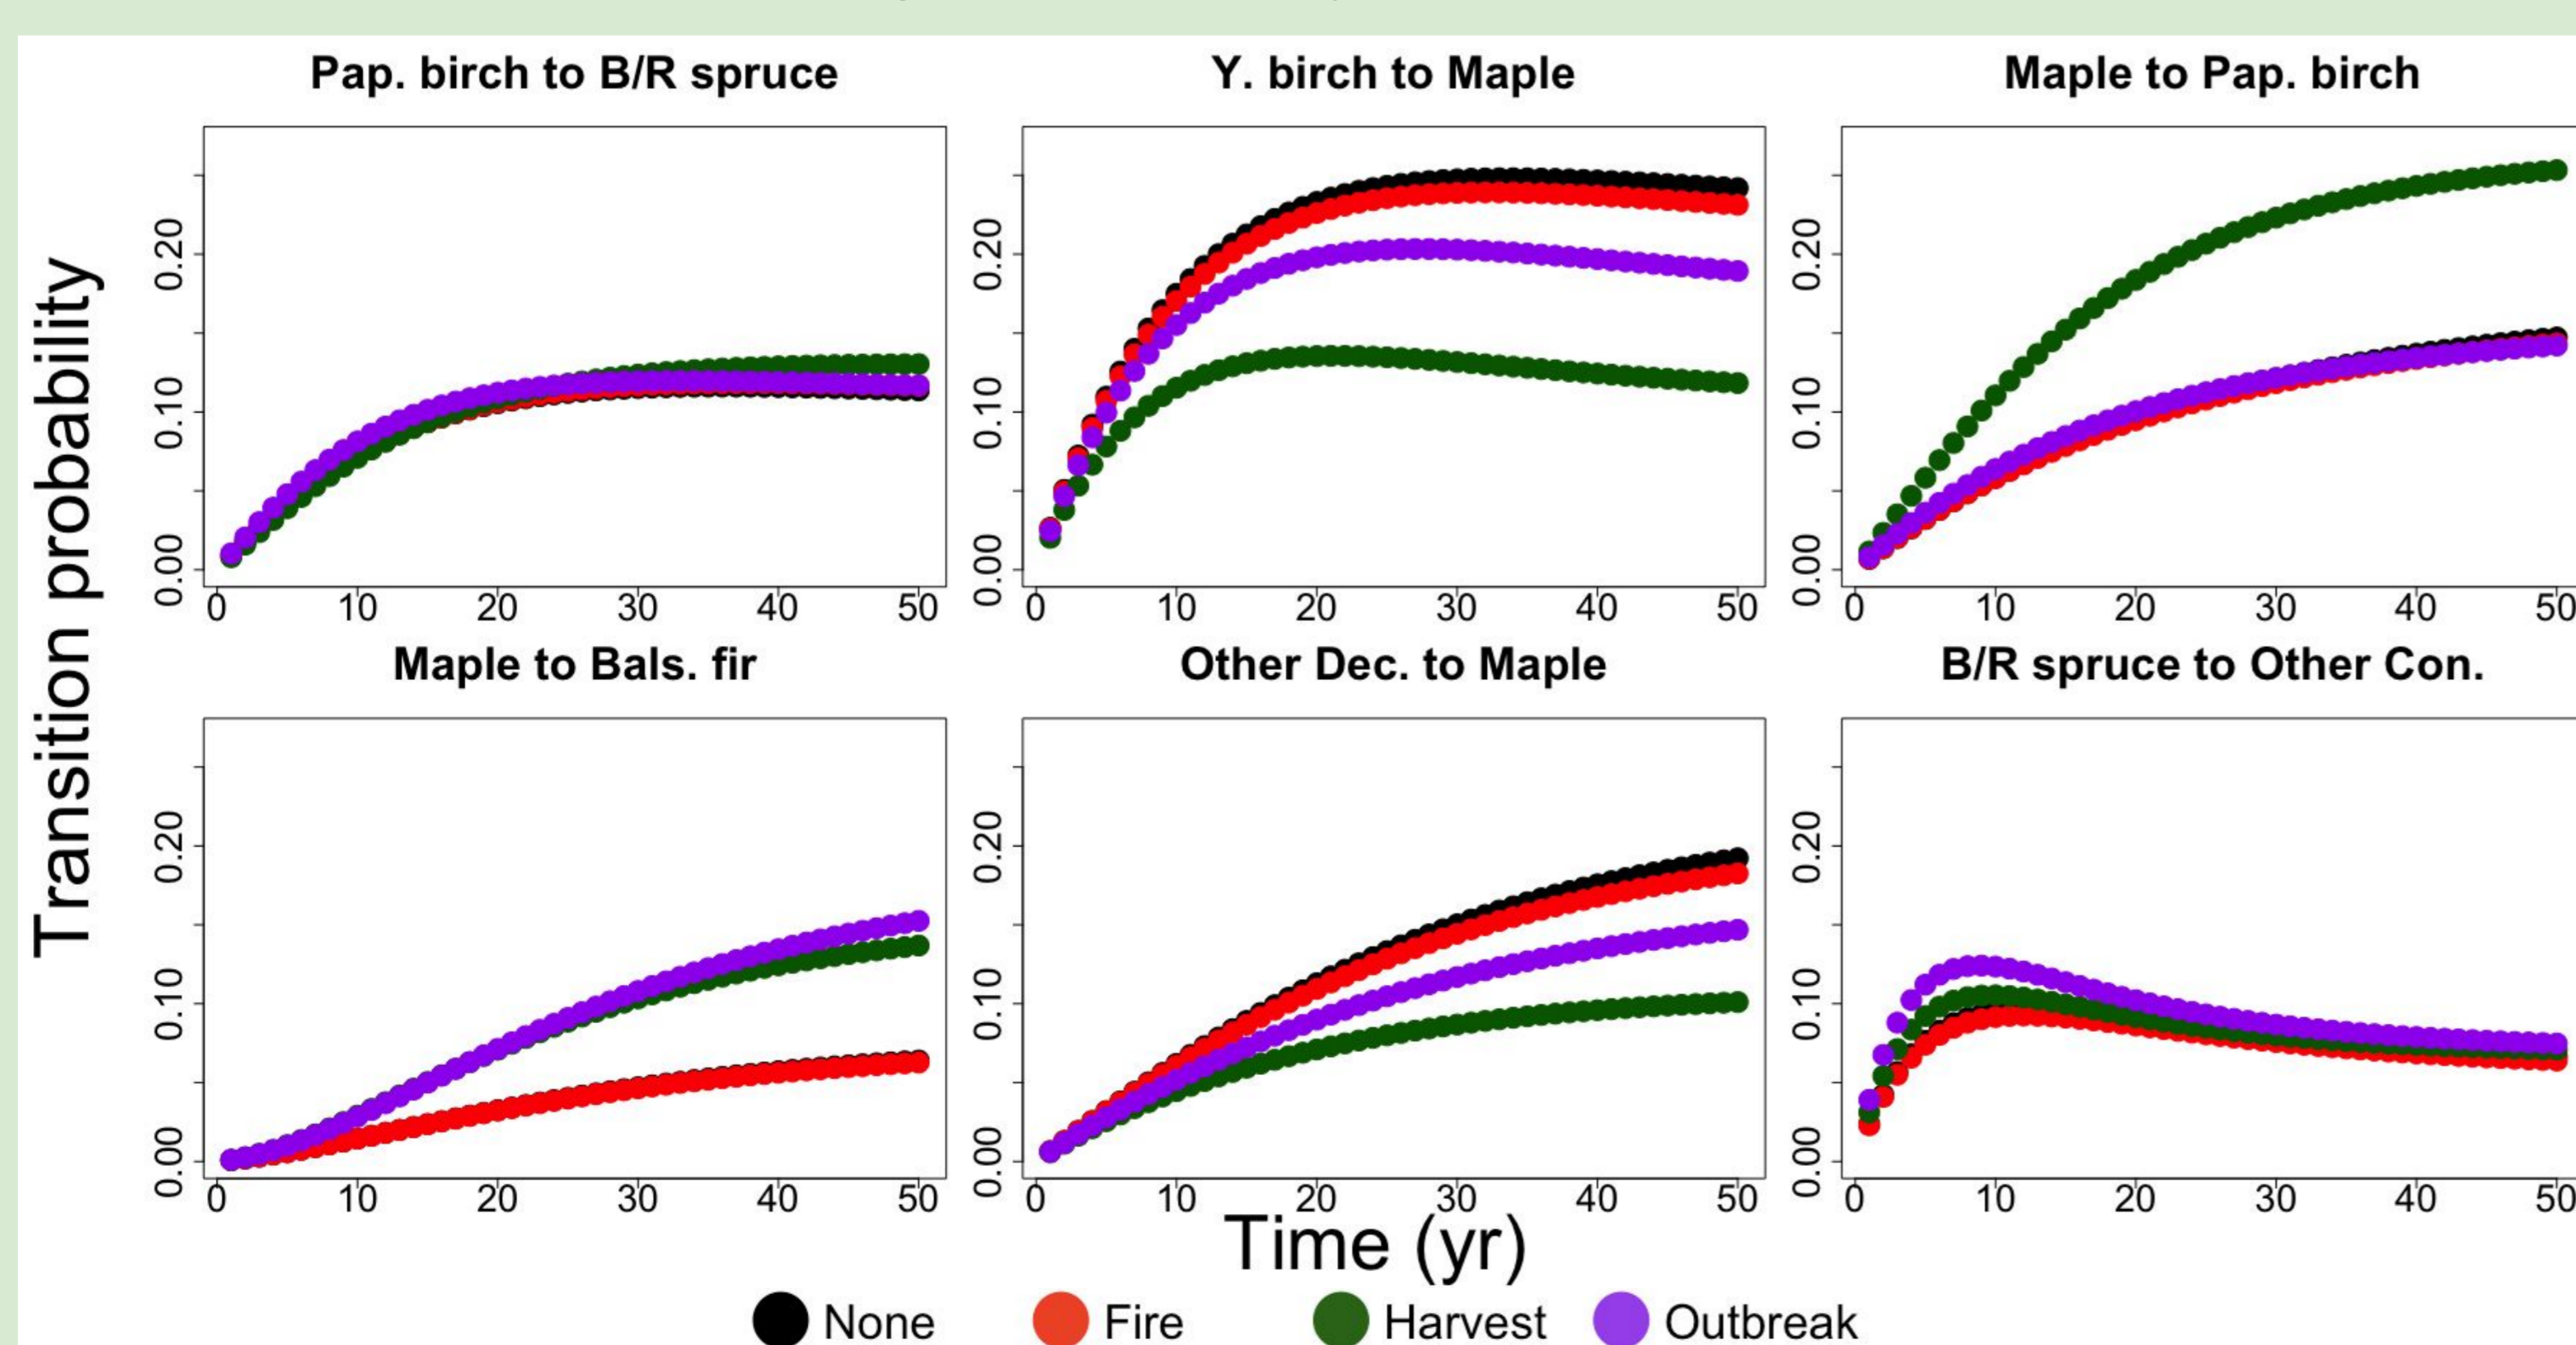 Pap. birch to B/R spruce
Y. birch to Maple
Maple to Pap. birch
Transition probability
0.20
0.10
0.00
0 10 20 30 40 50
0.20
0.10
0.00
0 10 20 30 40 50
0.20
0.10
0.00
0 10 20 30 40 50
Maple to Bals. fir
Other Dec. to Maple
B/R spruce to Other Con.
0.20
0.10
0.00
0 10 20 30 40 50
0.20
0.10
0.00
0 10 20 30 40 50
0.20
0.10
0.00
0 10 20 30 40 50
Time (yr)
None Fire Harvest Outbreak